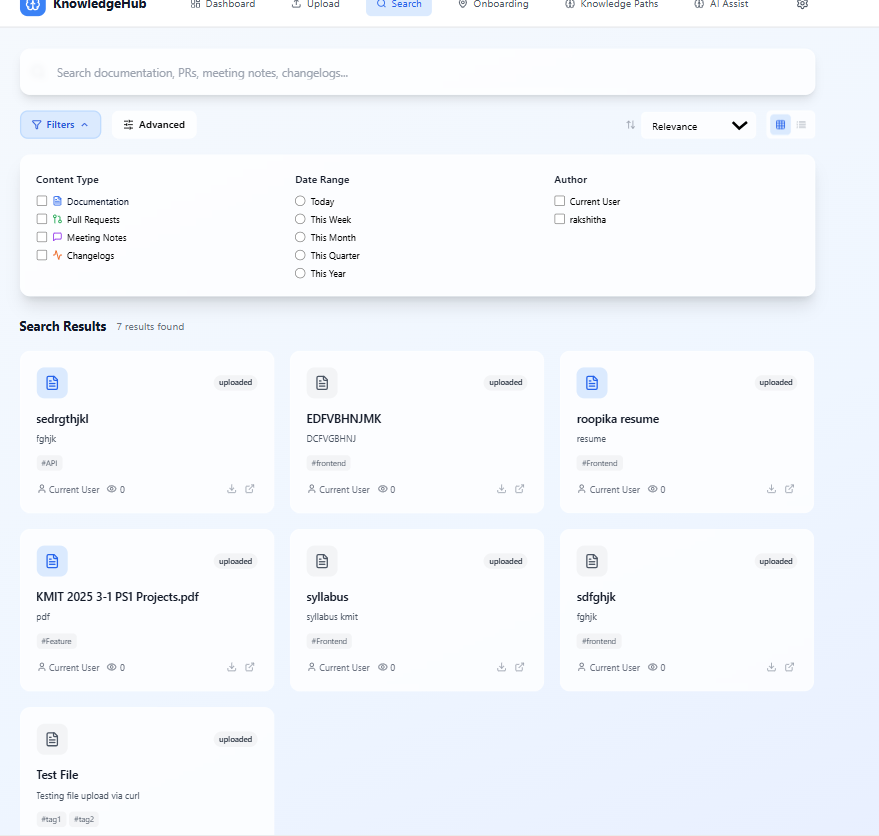 KnowledgeHub Dashboard Upload Search Onboarding Knowledge Paths AI Assist
Search documentation, PRs, meeting notes, changelogs...
Filters Advanced Relevance
Content Type Date Range Author
Documentation Today Current User
Pull Requests This Week rakshitha
Meeting Notes This Month
Changelogs This Quarter
This Year
Search Results 7 results found
uploaded uploaded uploaded
sedrgthjkl EDFVBHNJMK roopika resume
fghjk DCFVGBHNJ resume
#API #frontend #Frontend
Current User 0 Current User 0 Current User 0
uploaded uploaded uploaded
KMIT 2025 3-1 PS1 Projects.pdf syllabus sdfghjk
pdf syllabus kmit fghjk
#Feature #Frontend #frontend
Current User 0 Current User 0 Current User 0
uploaded
Test File
Testing file upload via curl
#tag1 #tag2